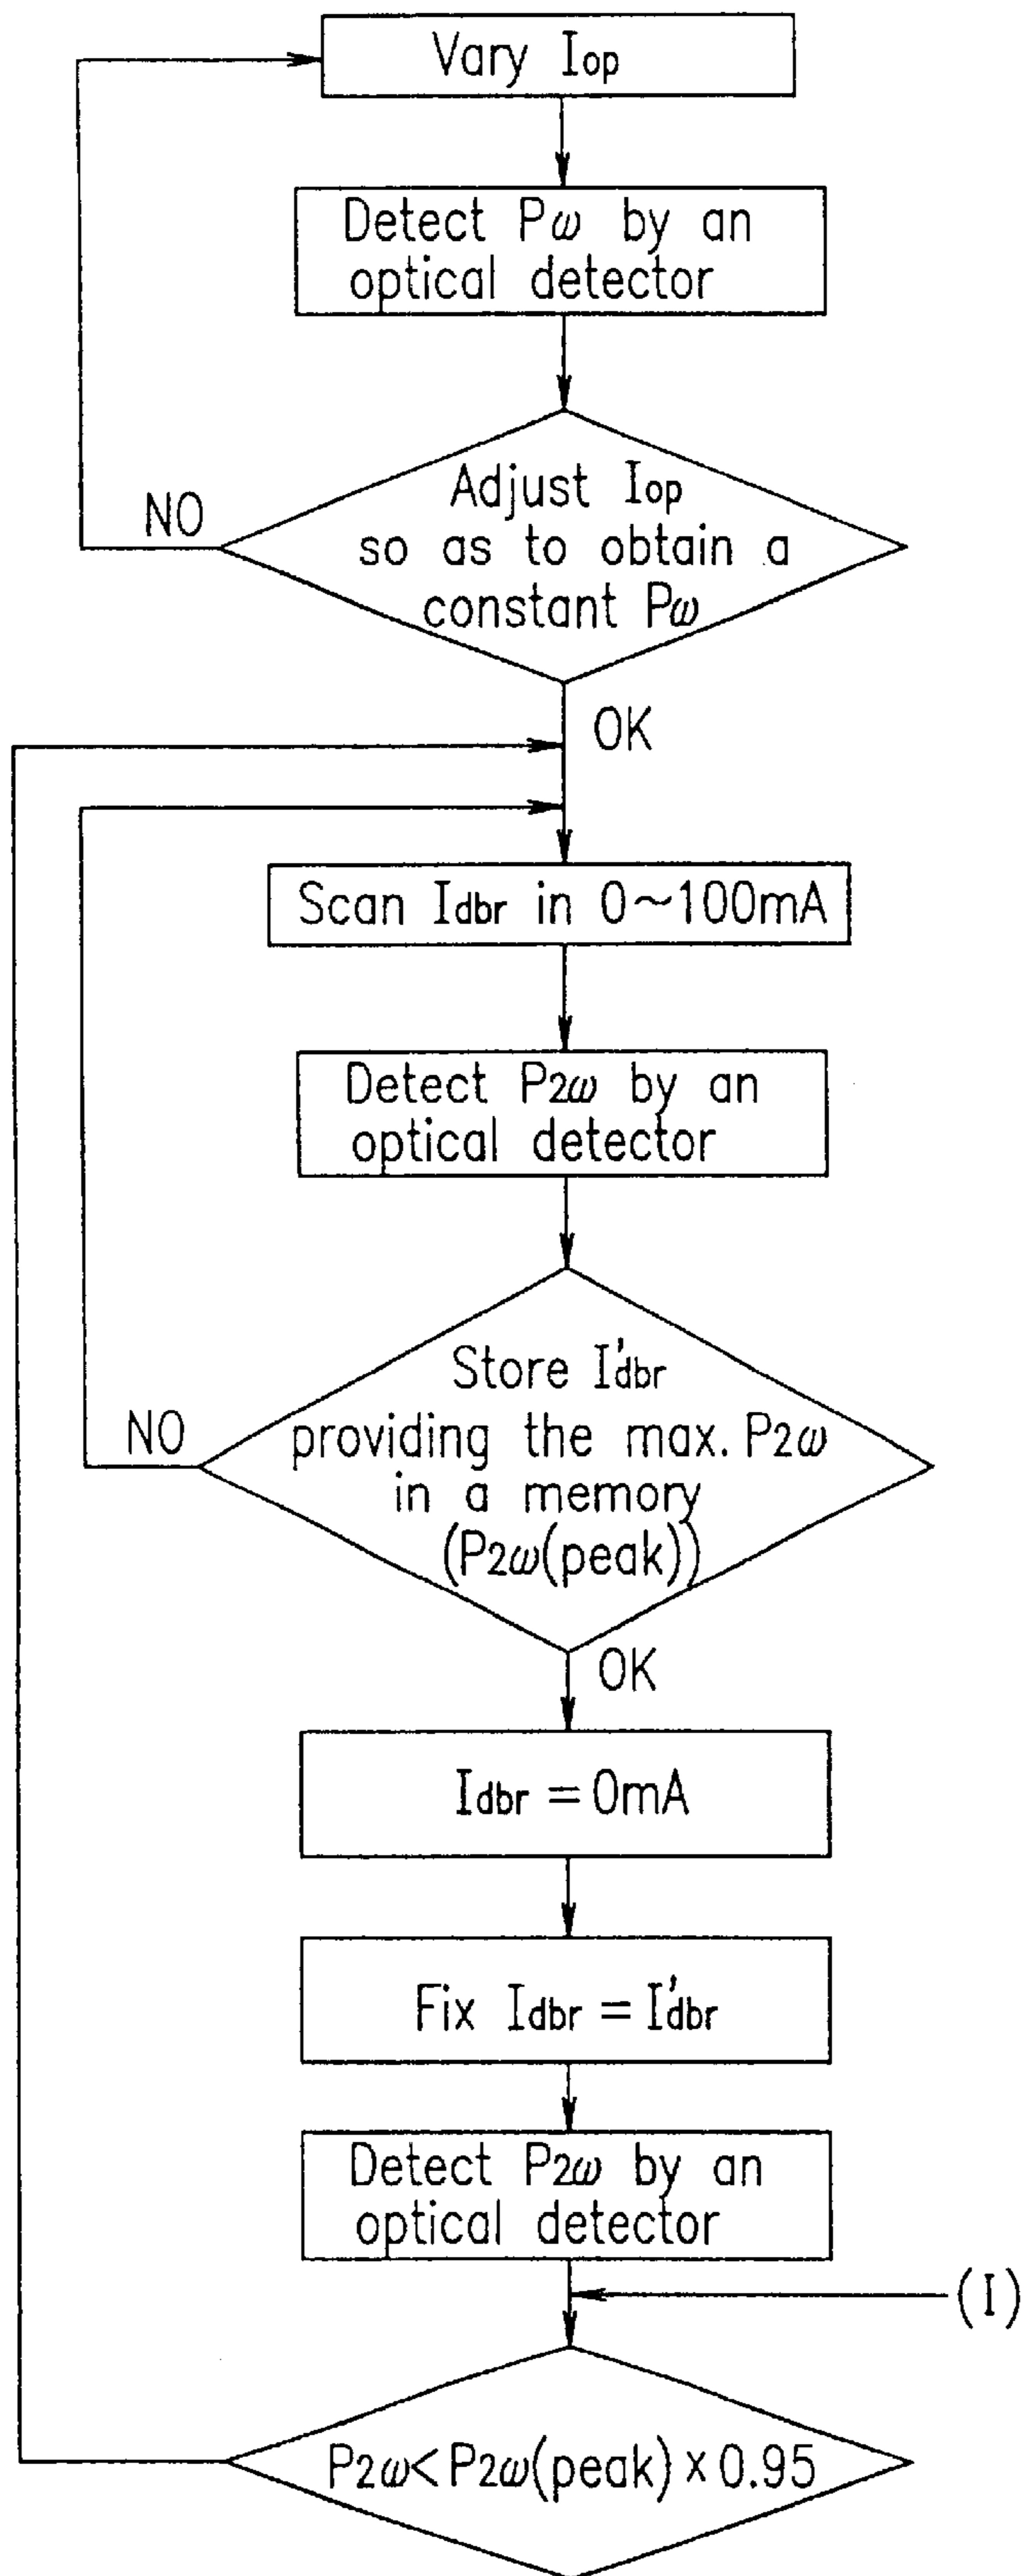 Vary Iop
Detect Pω by an
optical detector
Adjust Iop
so as to obtain a
constant Pω
NO
OK
Scan Idbr in 0~100mA
Detect P2ω by an
optical detector
Store I'dbr
providing the max. P2ω
in a memory
(P2ω(peak))
NO
OK
Idbr = 0mA
Fix Idbr = I'dbr
Detect P2ω by an
optical detector
(I)
P2ω<P2ω(peak)×0.95